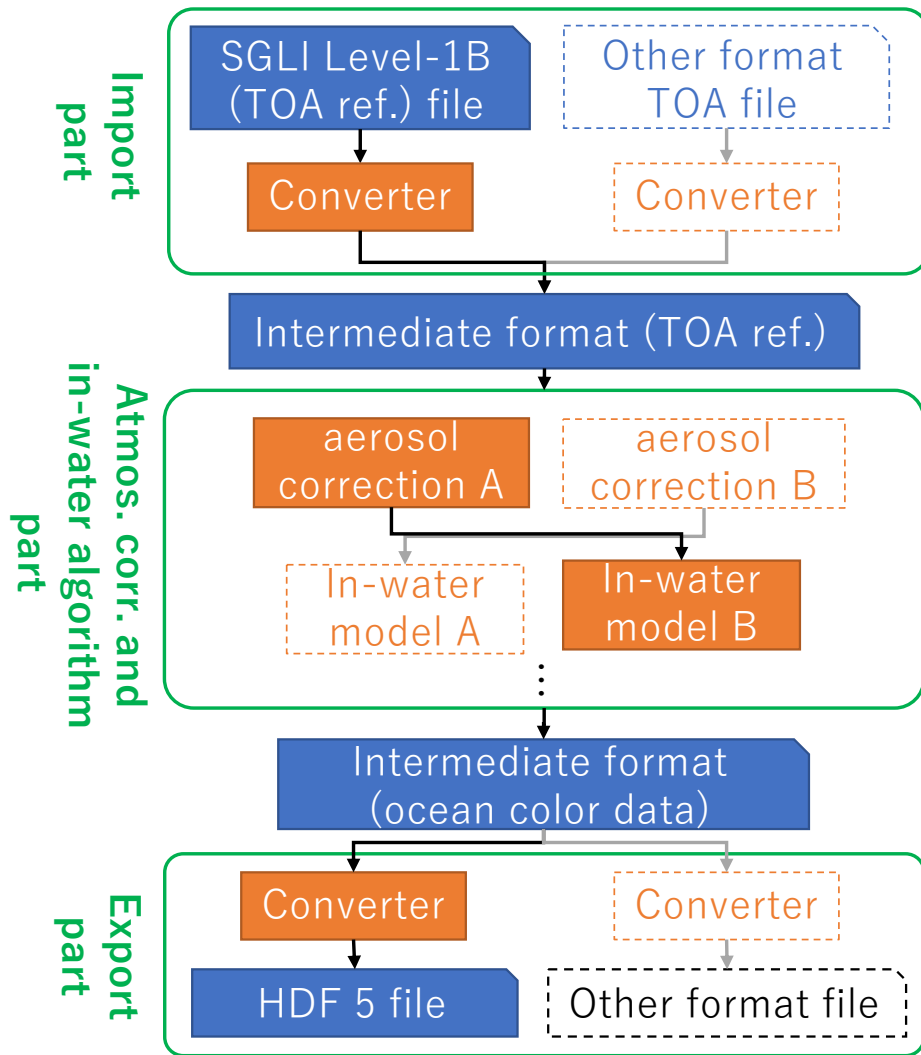 Import
part
SGLI Level-1B
(TOA ref.) file
Other format
TOA file
Converter
Converter
Intermediate format (TOA ref.)
Atmos. corr. and
in-water algorithm
part
aerosol
correction A
aerosol
correction B
In-water
model A
In-water
model B
⋮
Intermediate format
(ocean color data)
Export
part
Converter
Converter
HDF 5 file
Other format file